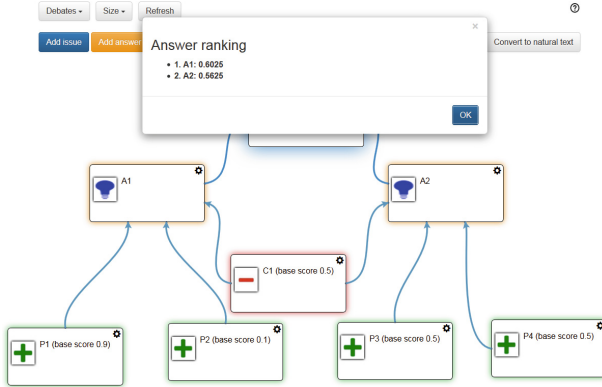 Debates Size Refresh
Add issue Add answer Convert to natural text
×
Answer ranking
1. A1: 0.6025
2. A2: 0.5625
OK
A1
A2
C1 (base score 0.5)
P1 (base score 0.9)
P2 (base score 0.1)
P3 (base score 0.5)
P4 (base score 0.5)